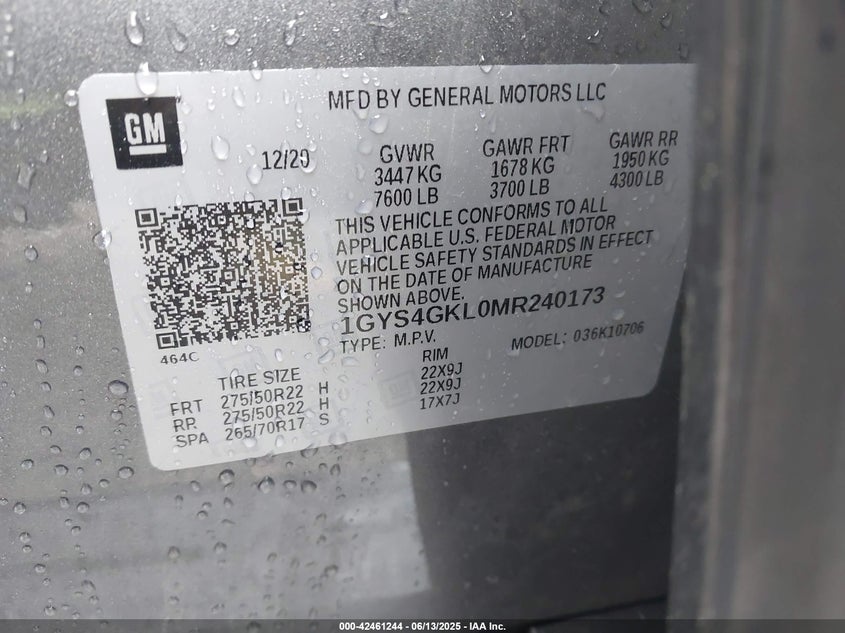 GM
MFD BY GENERAL MOTORS LLC
12/20
GVWR
3447 KG
7600 LB
GAWR FRT
1678 KG
3700 LB
GAWR RR
1950 KG
4300 LB
THIS VEHICLE CONFORMS TO ALL
APPLICABLE U.S. FEDERAL MOTOR
VEHICLE SAFETY STANDARDS IN EFFECT
ON THE DATE OF MANUFACTURE
SHOWN ABOVE.
1GYS4GKL0MR240173
TYPE: M.P.V.
MODEL: 036K10706
464C
TIRE SIZE
RIM
FRT 275/50R22 H 22X9J
RR 275/50R22 H 22X9J
SPA 265/70R17 S 17X7J
000-42461244 - 06/13/2025 - IAA Inc.